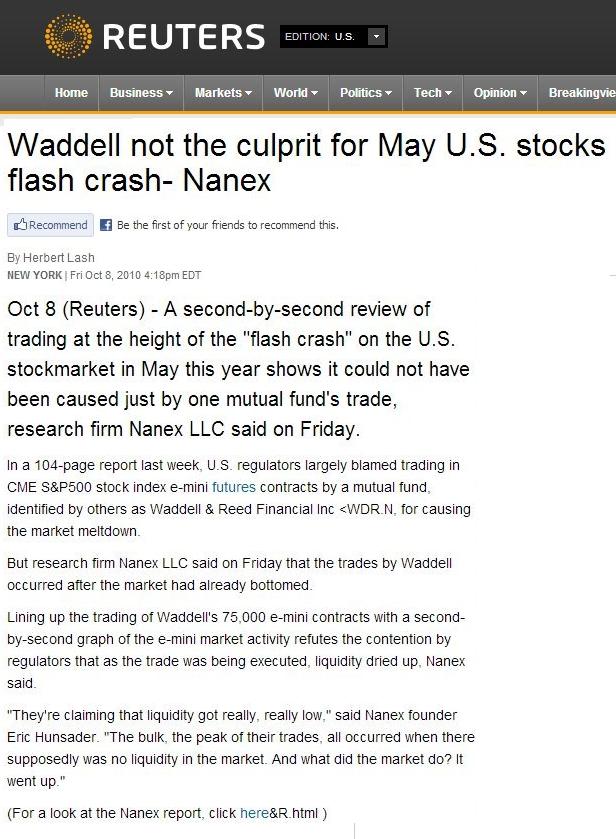 REUTERS EDITION: U.S.
Home Business Markets World Politics Tech Opinion Breakingvie
Waddell not the culprit for May U.S. stocks
flash crash- Nanex
Recommend Be the first of your friends to recommend this.
By Herbert Lash
NEW YORK | Fri Oct 8, 2010 4:18pm EDT
Oct 8 (Reuters) - A second-by-second review of
trading at the height of the "flash crash" on the U.S.
stockmarket in May this year shows it could not have
been caused just by one mutual fund's trade,
research firm Nanex LLC said on Friday.
In a 104-page report last week, U.S. regulators largely blamed trading in
CME S&P500 stock index e-mini futures contracts by a mutual fund,
identified by others as Waddell & Reed Financial Inc <WDR.N, for causing
the market meltdown.
But research firm Nanex LLC said on Friday that the trades by Waddell
occurred after the market had already bottomed.
Lining up the trading of Waddell's 75,000 e-mini contracts with a second-
by-second graph of the e-mini market activity refutes the contention by
regulators that as the trade was being executed, liquidity dried up, Nanex
said.
"They're claiming that liquidity got really, really low," said Nanex founder
Eric Hunsader. "The bulk, the peak of their trades, all occurred when there
supposedly was no liquidity in the market. And what did the market do? It
went up."
(For a look at the Nanex report, click here&R.html )